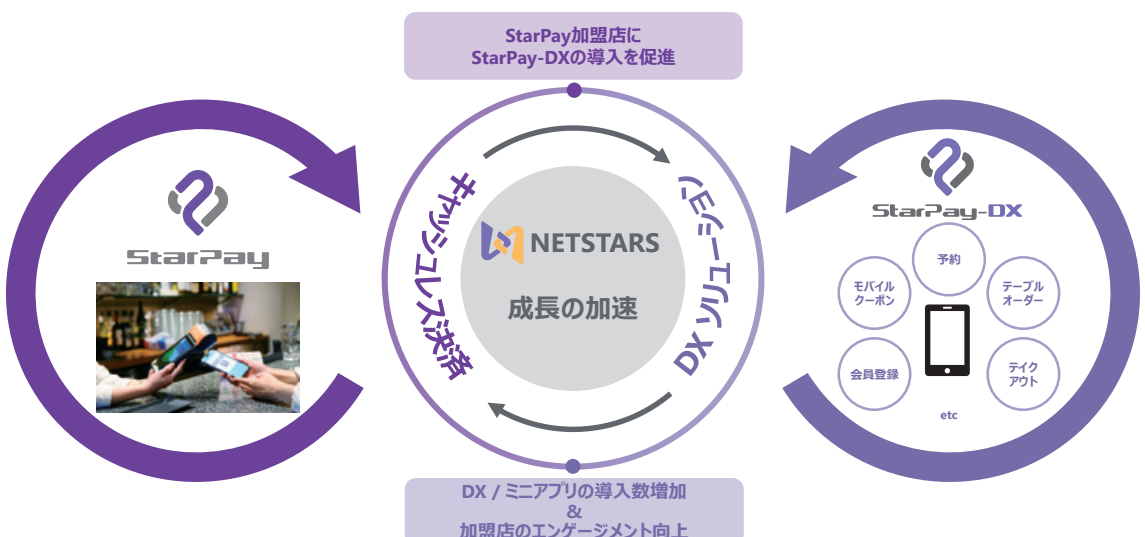 StarPay加盟店に
StarPay-DXの導入を促進
StarPay
キャッシュレス決済
NETSTARS
成長の加速
DX ソリューション
StarPay-DX
予約
モバイル
クーポン
テーブル
オーダー
会員登録
テイク
アウト
etc
DX / ミニアプリの導入数増加
&
加盟店のエンゲージメント向上